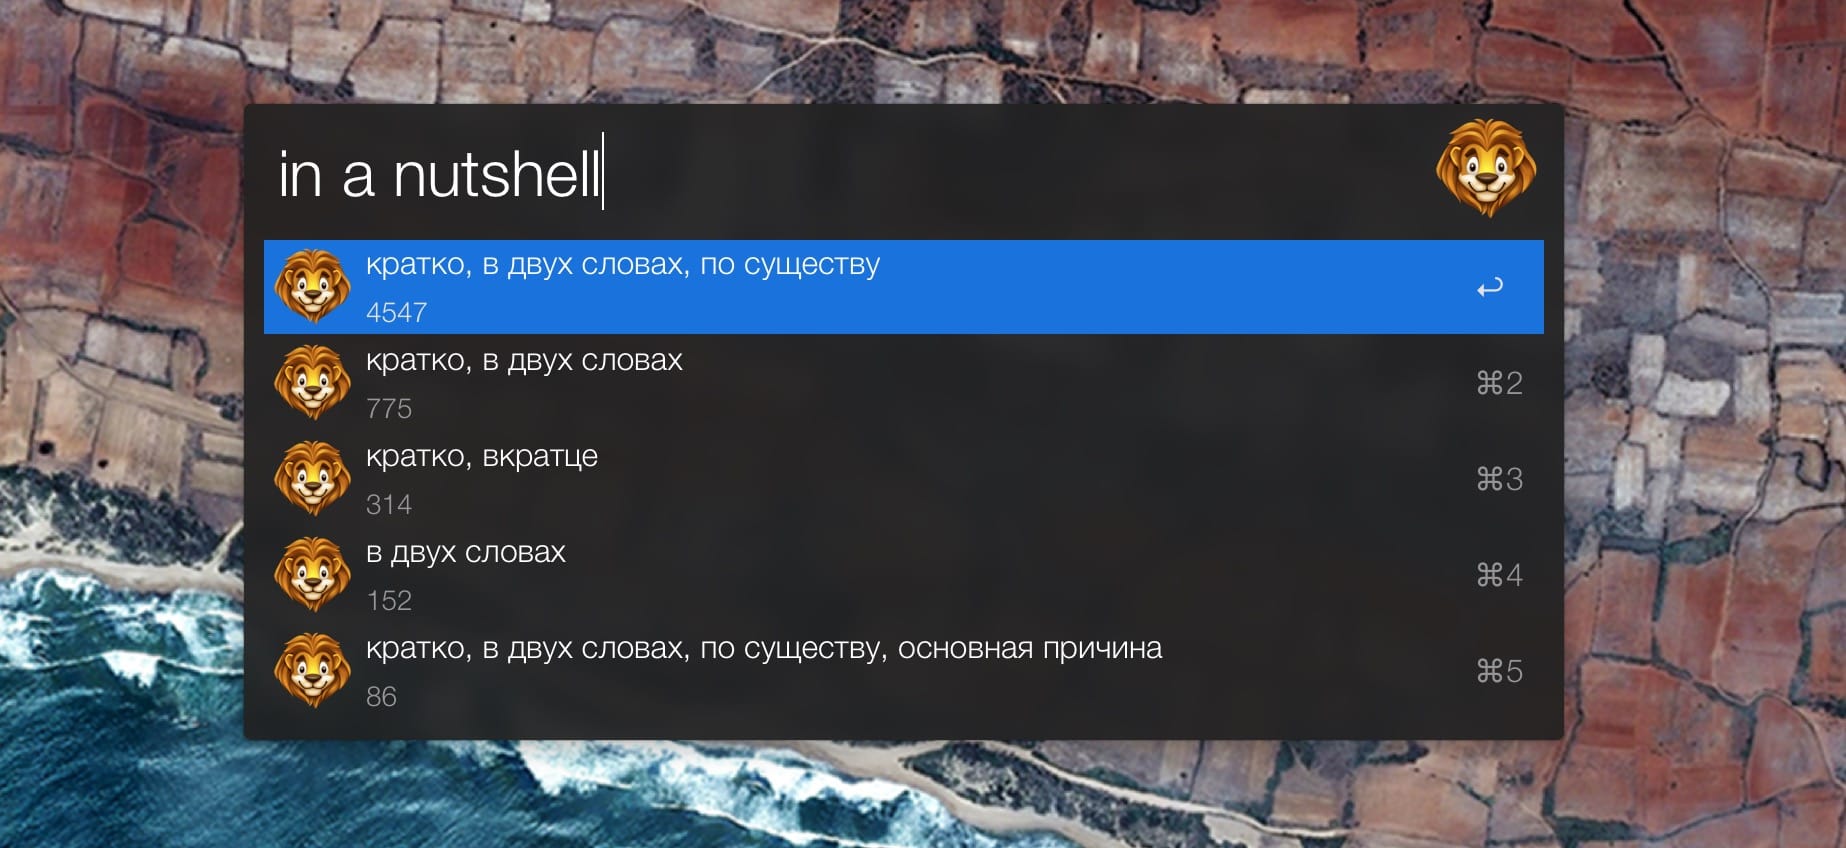 in a nutshell
кратко, в двух словах, по существу
4547
кратко, в двух словах
775
⌘2
кратко, вкратце
314
⌘3
в двух словах
152
⌘4
кратко, в двух словах, по существу, основная причина
86
⌘5